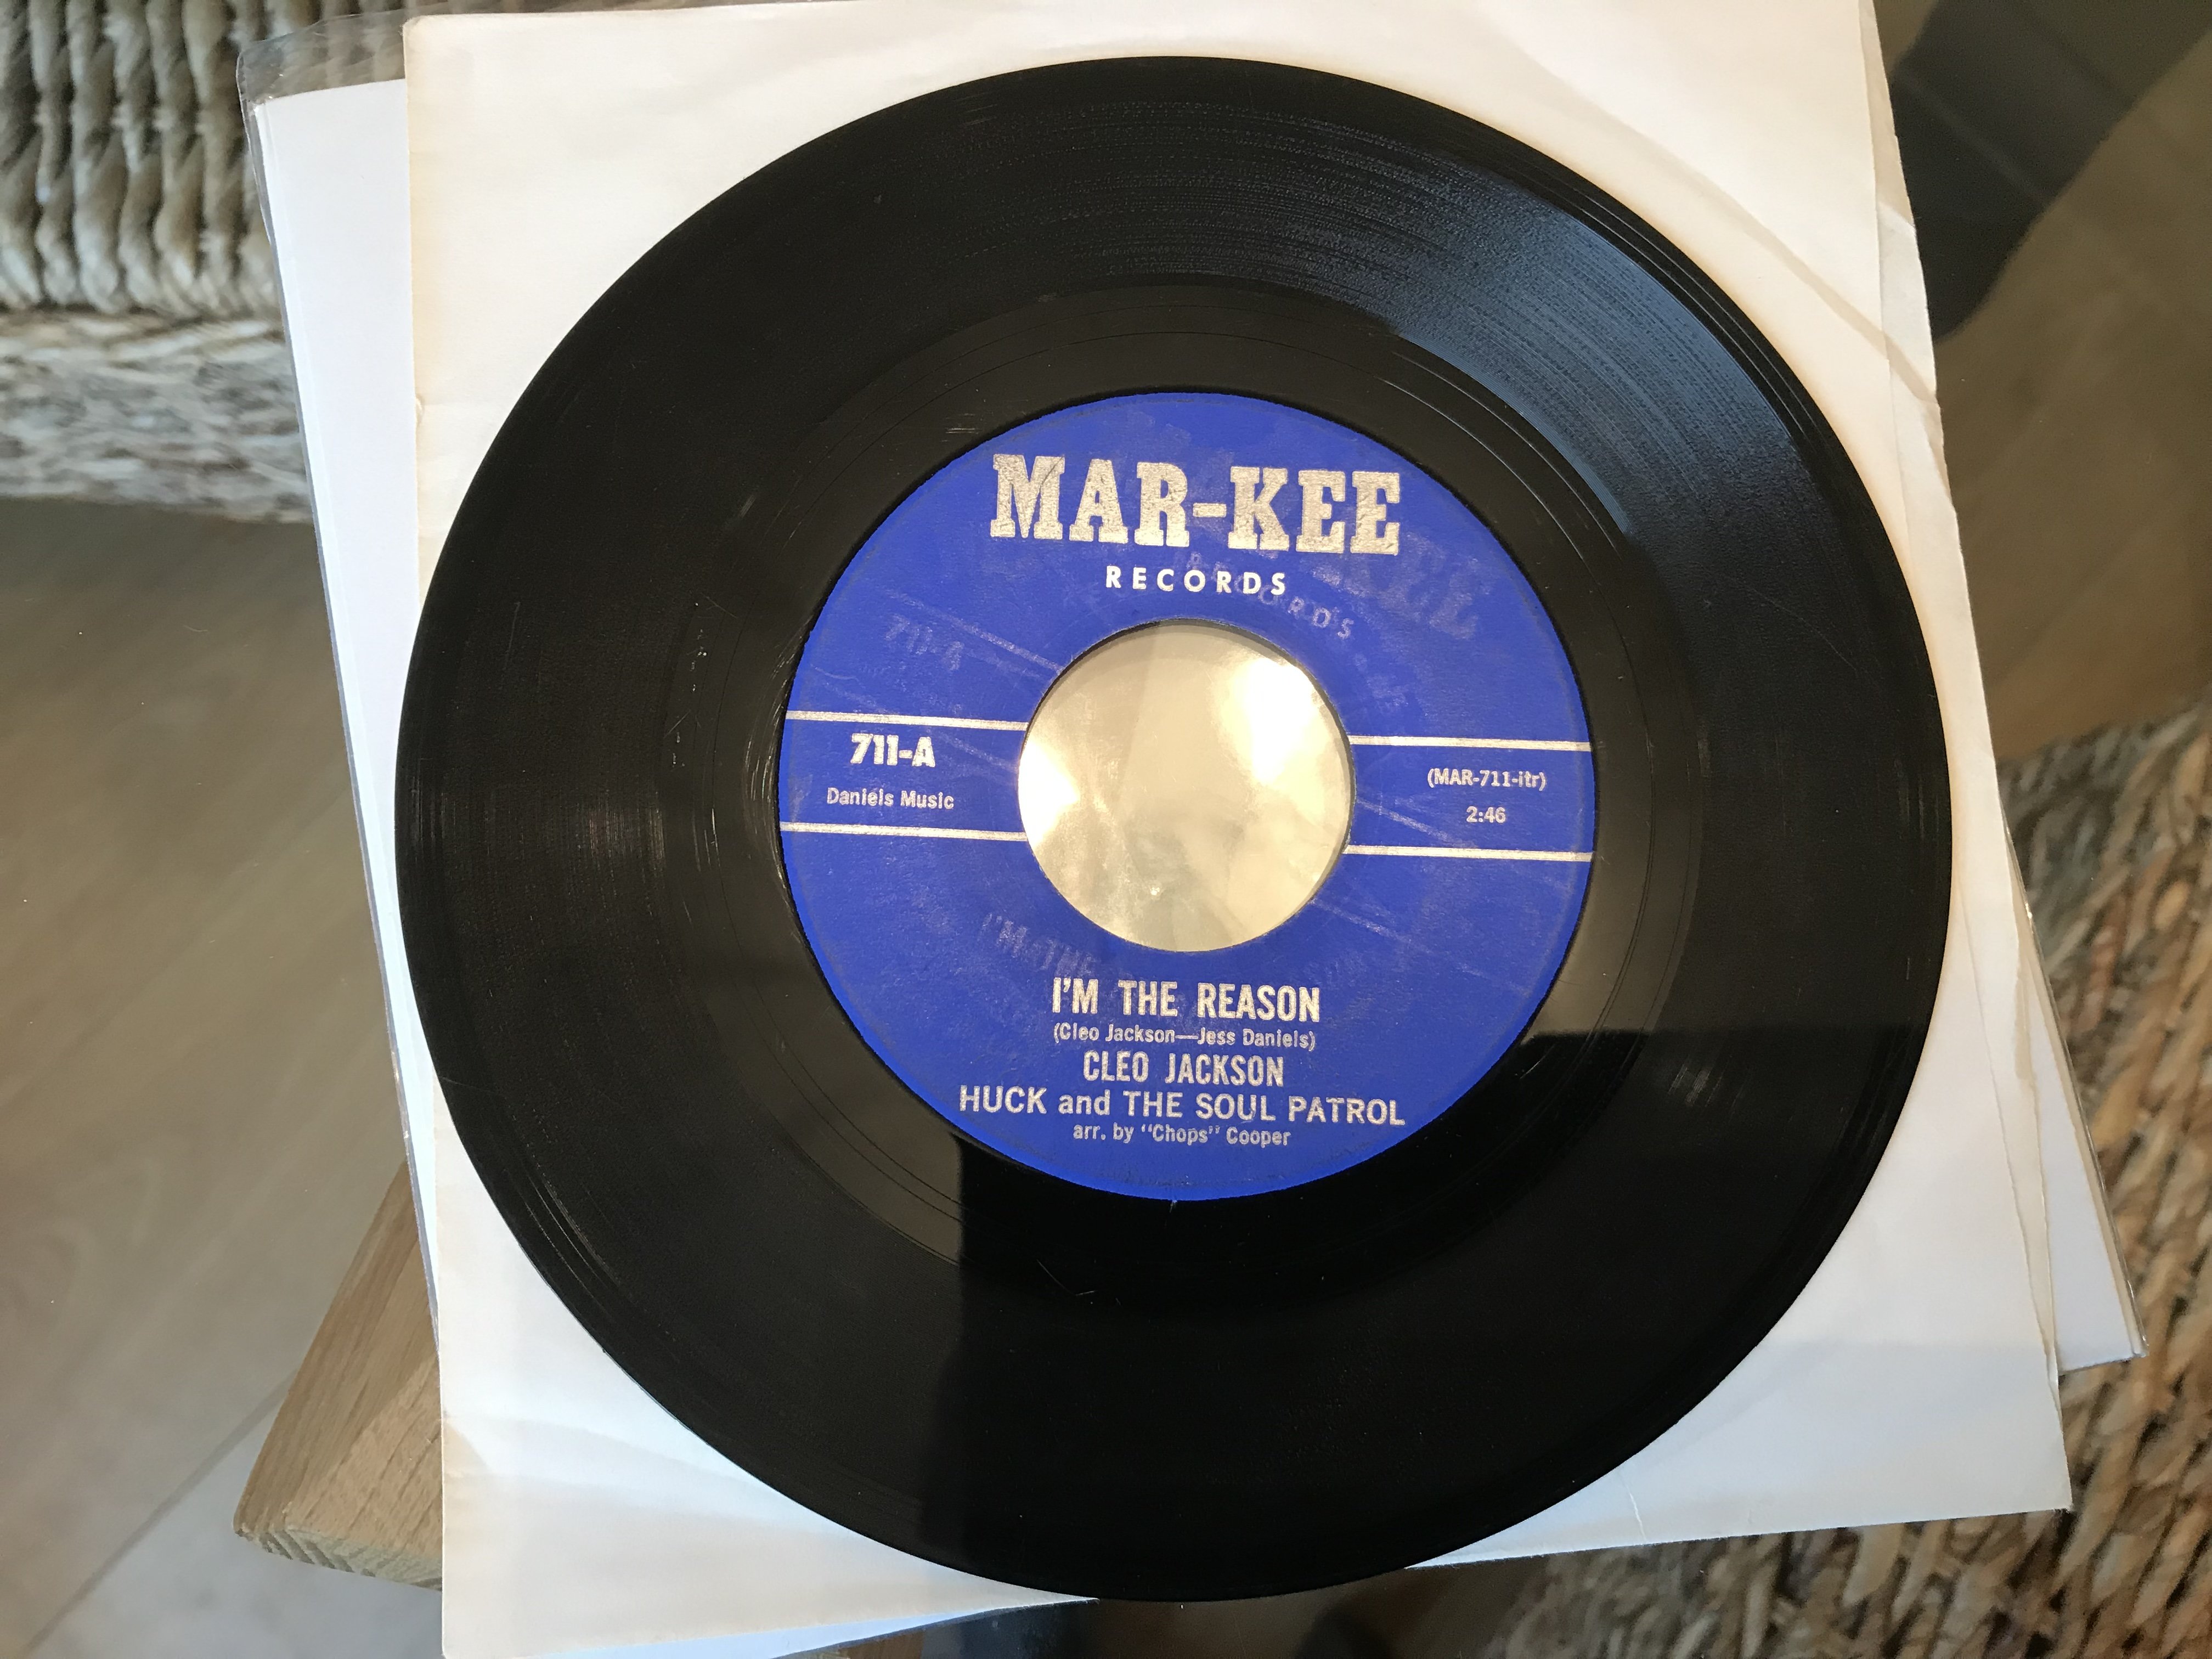 MAR-KEE
RECORDS
711-A
Daniels Music
(MAR-711-itr)
2:46
I'M THE REASON
(Cleo Jackson—Jess Daniels)
CLEO JACKSON
HUCK and THE SOUL PATROL
arr. by "Chops" Cooper